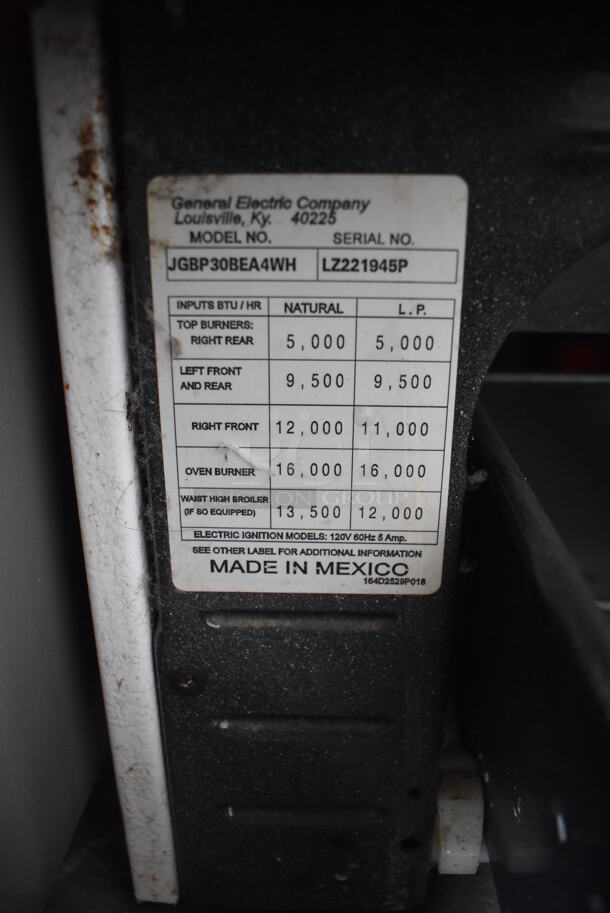 General Electric Company
Louisville, Ky. 40225
MODEL NO. SERIAL NO.
JGBP30BEA4WH LZ221945P
INPUTS BTU / HR NATURAL L.P.
TOP BURNERS:
RIGHT REAR 5,000 5,000
LEFT FRONT
AND REAR 9,500 9,500
RIGHT FRONT 12,000 11,000
OVEN BURNER 16,000 16,000
WAIST HIGH BROILER
(IF SO EQUIPPED) 13,500 12,000
ELECTRIC IGNITION MODELS: 120V 60Hz 5 Amp.
SEE OTHER LABEL FOR ADDITIONAL INFORMATION
MADE IN MEXICO
164D2529P018
GROUP